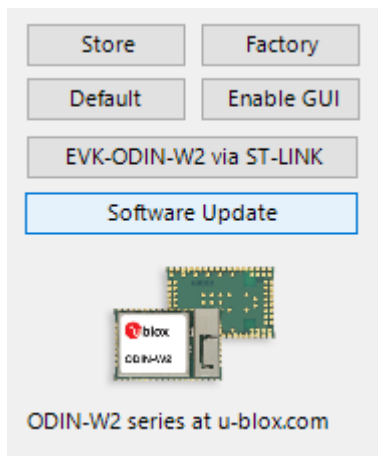 Store
Factory
Default
Enable GUI
EVK-ODIN-W2 via ST-LINK
Software Update
ublox
ODIN-W2
ODIN-W2 series at u-blox.com